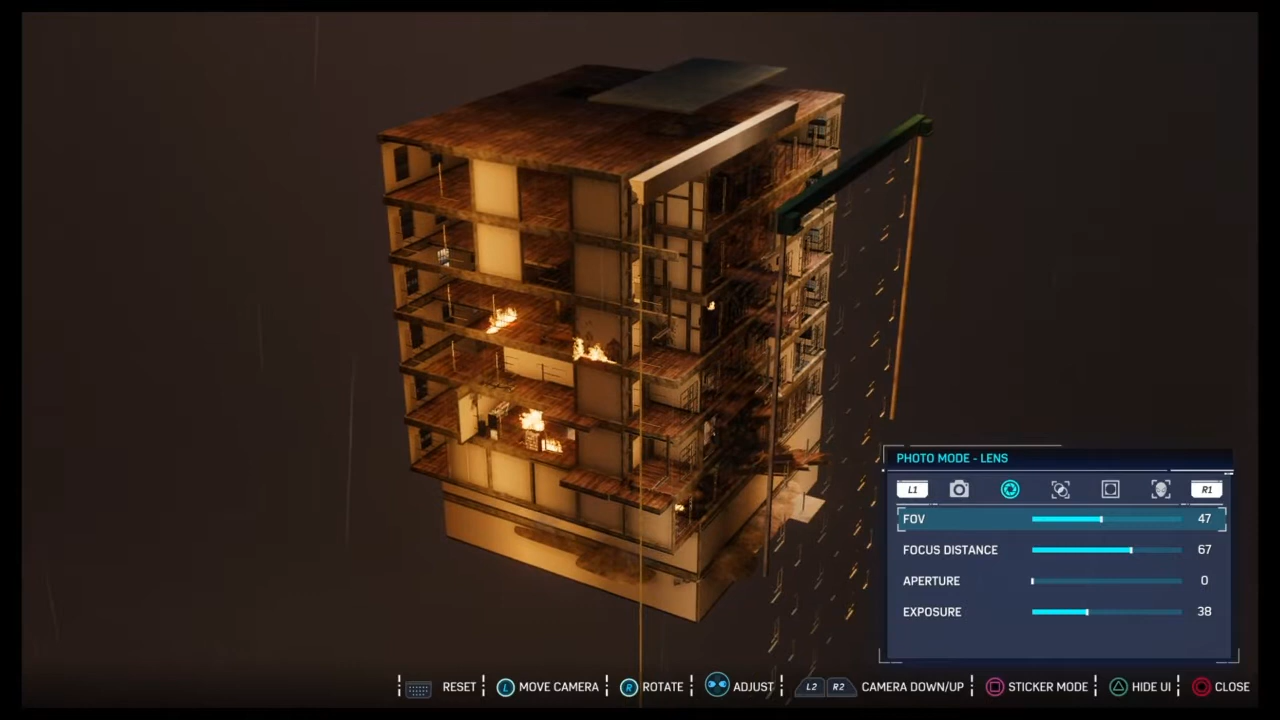 PHOTO MODE - LENS
L1 R1
FOV 47
FOCUS DISTANCE 67
APERTURE 0
EXPOSURE 38
RESET L MOVE CAMERA R ROTATE ADJUST L2 R2 CAMERA DOWN/UP STICKER MODE HIDE UI CLOSE